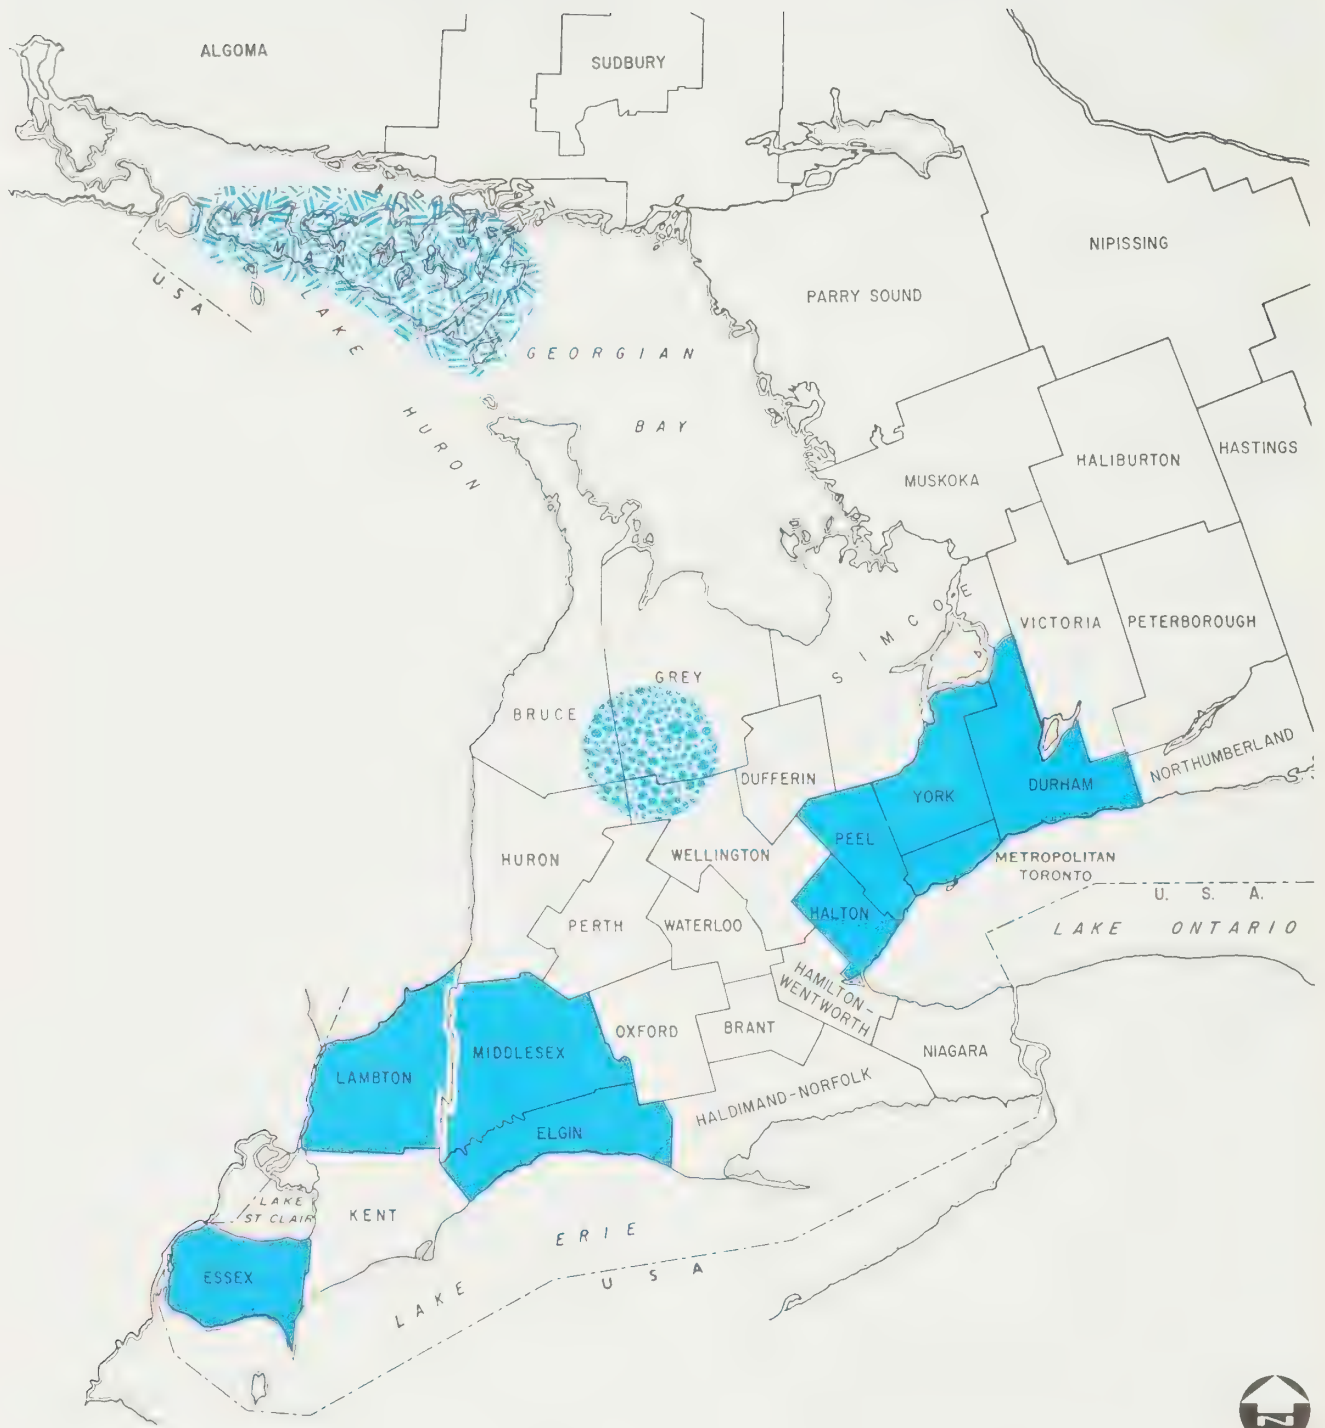 ALGOMA
SUDBURY
NIPISSING
PARRY SOUND
MANITOULIN
U.S.A
LAKE
HURON
GEORGIAN
BAY
HASTINGS
HALIBURTON
MUSKOKA
SIMCOE
VICTORIA
PETERBOROUGH
GREY
BRUCE
NORTHUMBERLAND
DUFFERIN
YORK
DURHAM
PEEL
HURON
WELLINGTON
METROPOLITAN
TORONTO
U. S. A.
HALTON
PERTH
WATERLOO
LAKE ONTARIO
HAMILTON-
WENTWORTH
OXFORD
BRANT
MIDDLESEX
NIAGARA
LAMBTON
HALDIMAND-NORFOLK
ELGIN
LAKE
ST CLAIR
KENT
ERIE
ESSEX
U S A
LAKE
N